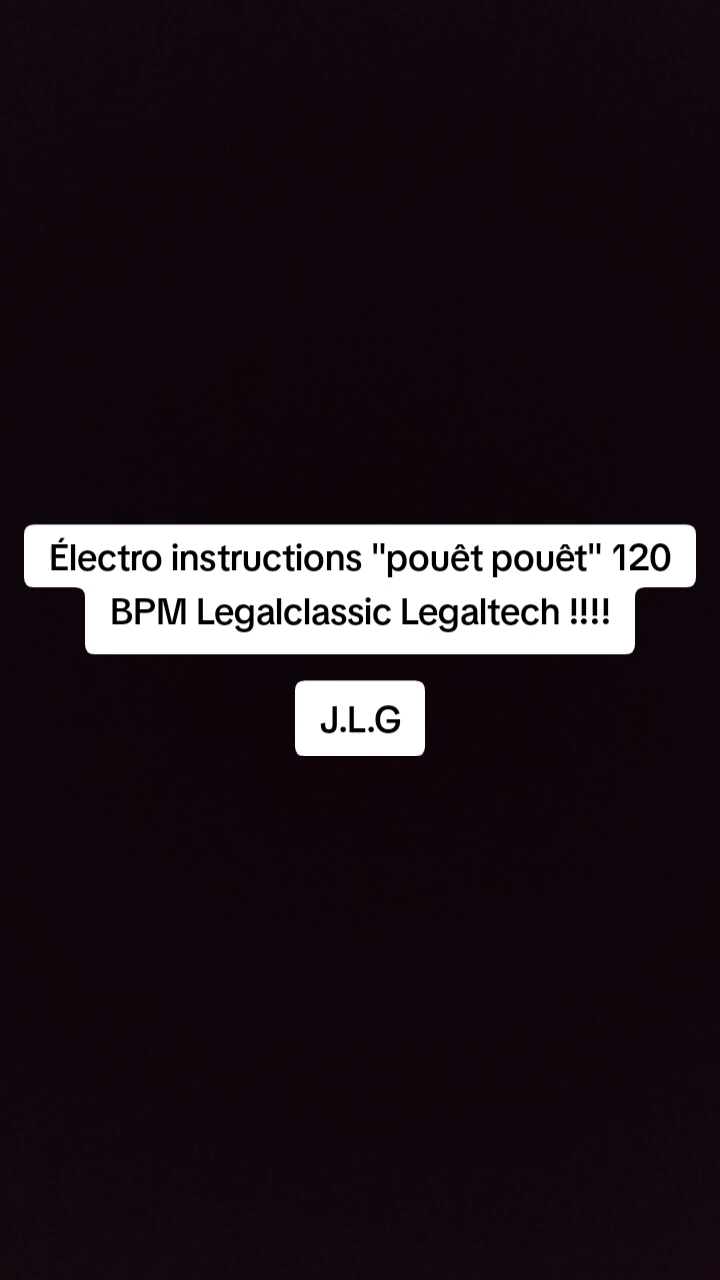 Électro instructions "pouêt pouêt" 120
BPM Legalclassic Legaltech !!!!
J.L.G